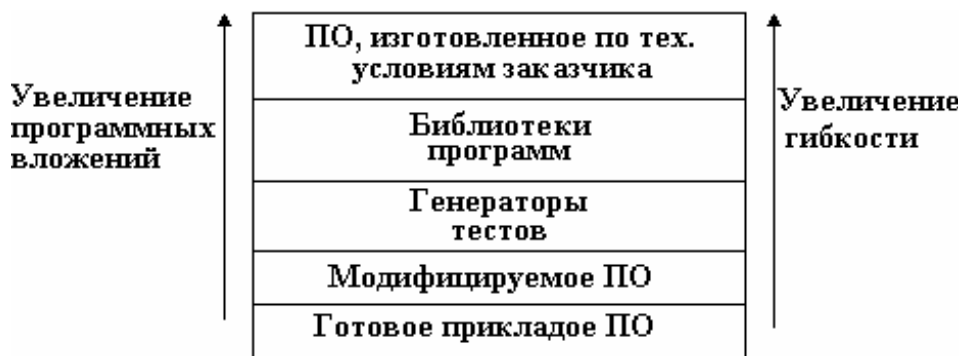 ПО, изготовленное по тех.
условиям заказчика
Увеличение
программных
вложений
Увеличение
гибкости
Библиотеки
программ
Генераторы
тестов
Модифицируемое ПО
Готовое прикладое ПО